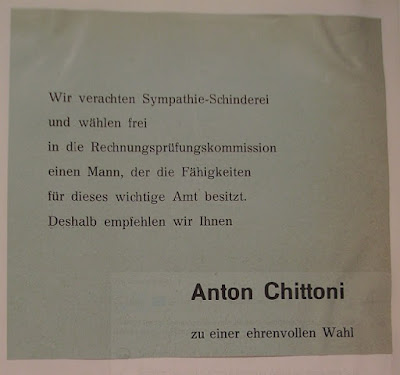 Wir verachten Sympathie-Schinderei
und wählen frei
in die Rechnungsprüfungskommission
einen Mann, der die Fähigkeiten
für dieses wichtige Amt besitzt.
Deshalb empfehlen wir Ihnen
Anton Chittoni
zu einer ehrenvollen Wahl